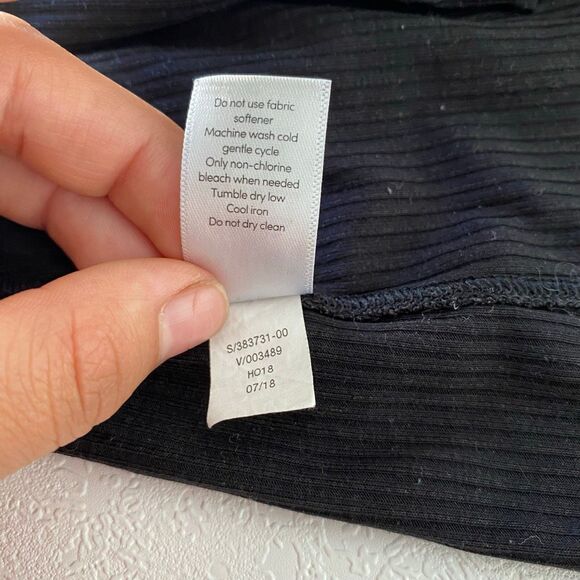 Do not use fabric
softener
Machine wash cold
gentle cycle
Only non-chlorine
bleach when needed
Tumble dry low
Cool iron
Do not dry clean
S/383731-00
V/003489
HO18
07/18